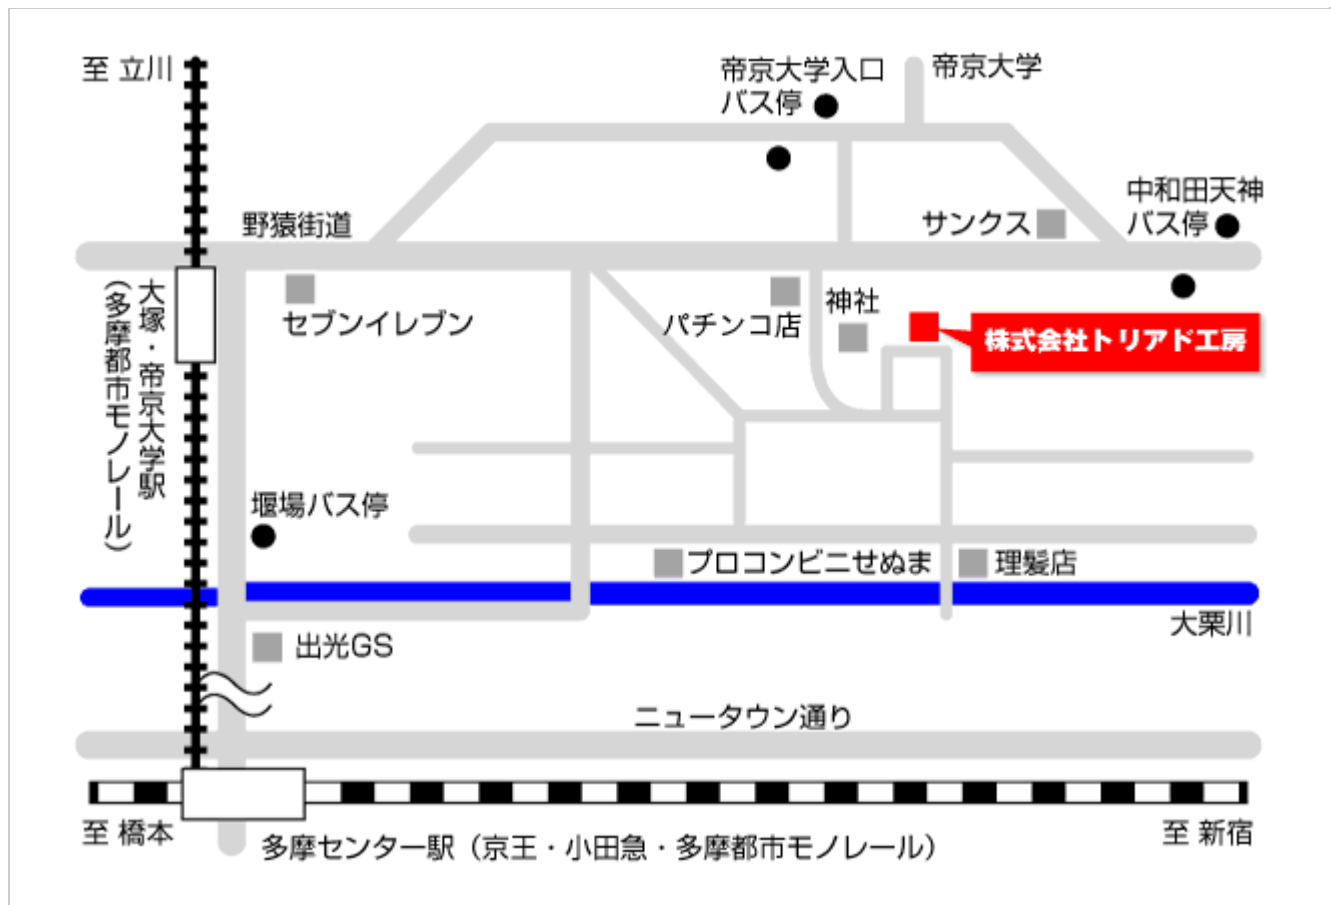 至 立川
帝京大学入口
バス停
帝京大学
中和田天神
バス停
野猿街道
サンクス
大塚・帝京大学駅
（多摩都市モノレール）
セブンイレブン
パチンコ店
神社
株式会社トリアド工房
堰場バス停
プロコンビニせぬま
理髪店
大栗川
出光GS
ニュータウン通り
至 橋本
多摩センター駅（京王・小田急・多摩都市モノレール）
至 新宿